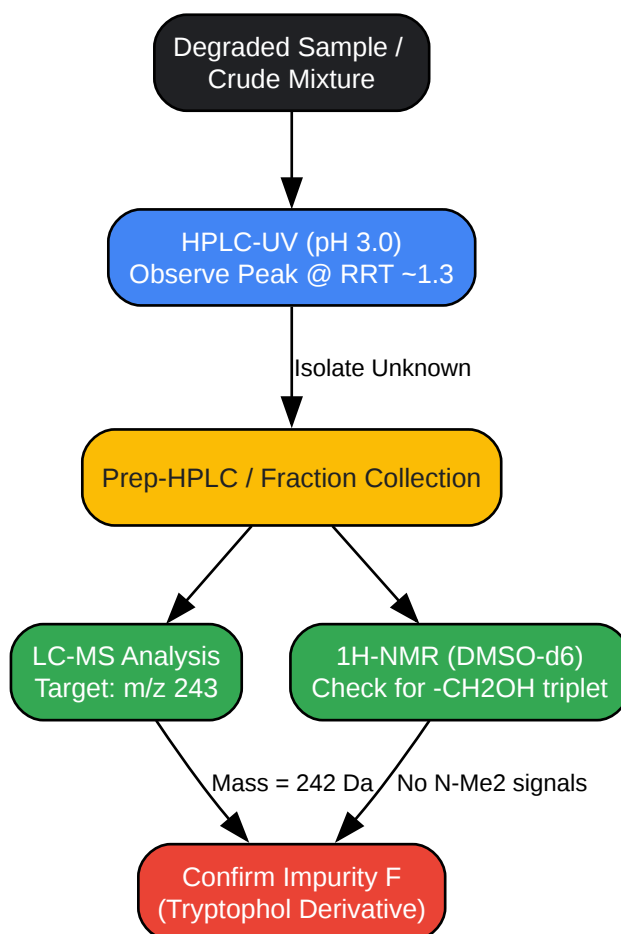 Degraded Sample /
Crude Mixture
HPLC-UV (pH 3.0)
Observe Peak @ RRT ~1.3
Isolate Unknown
Prep-HPLC / Fraction Collection
LC-MS Analysis
Target: m/z 243
1H-NMR (DMSO-d6)
Check for -CH2OH triplet
Mass = 242 Da
No N-Me2 signals
Confirm Impurity F
(Tryptophol Derivative)